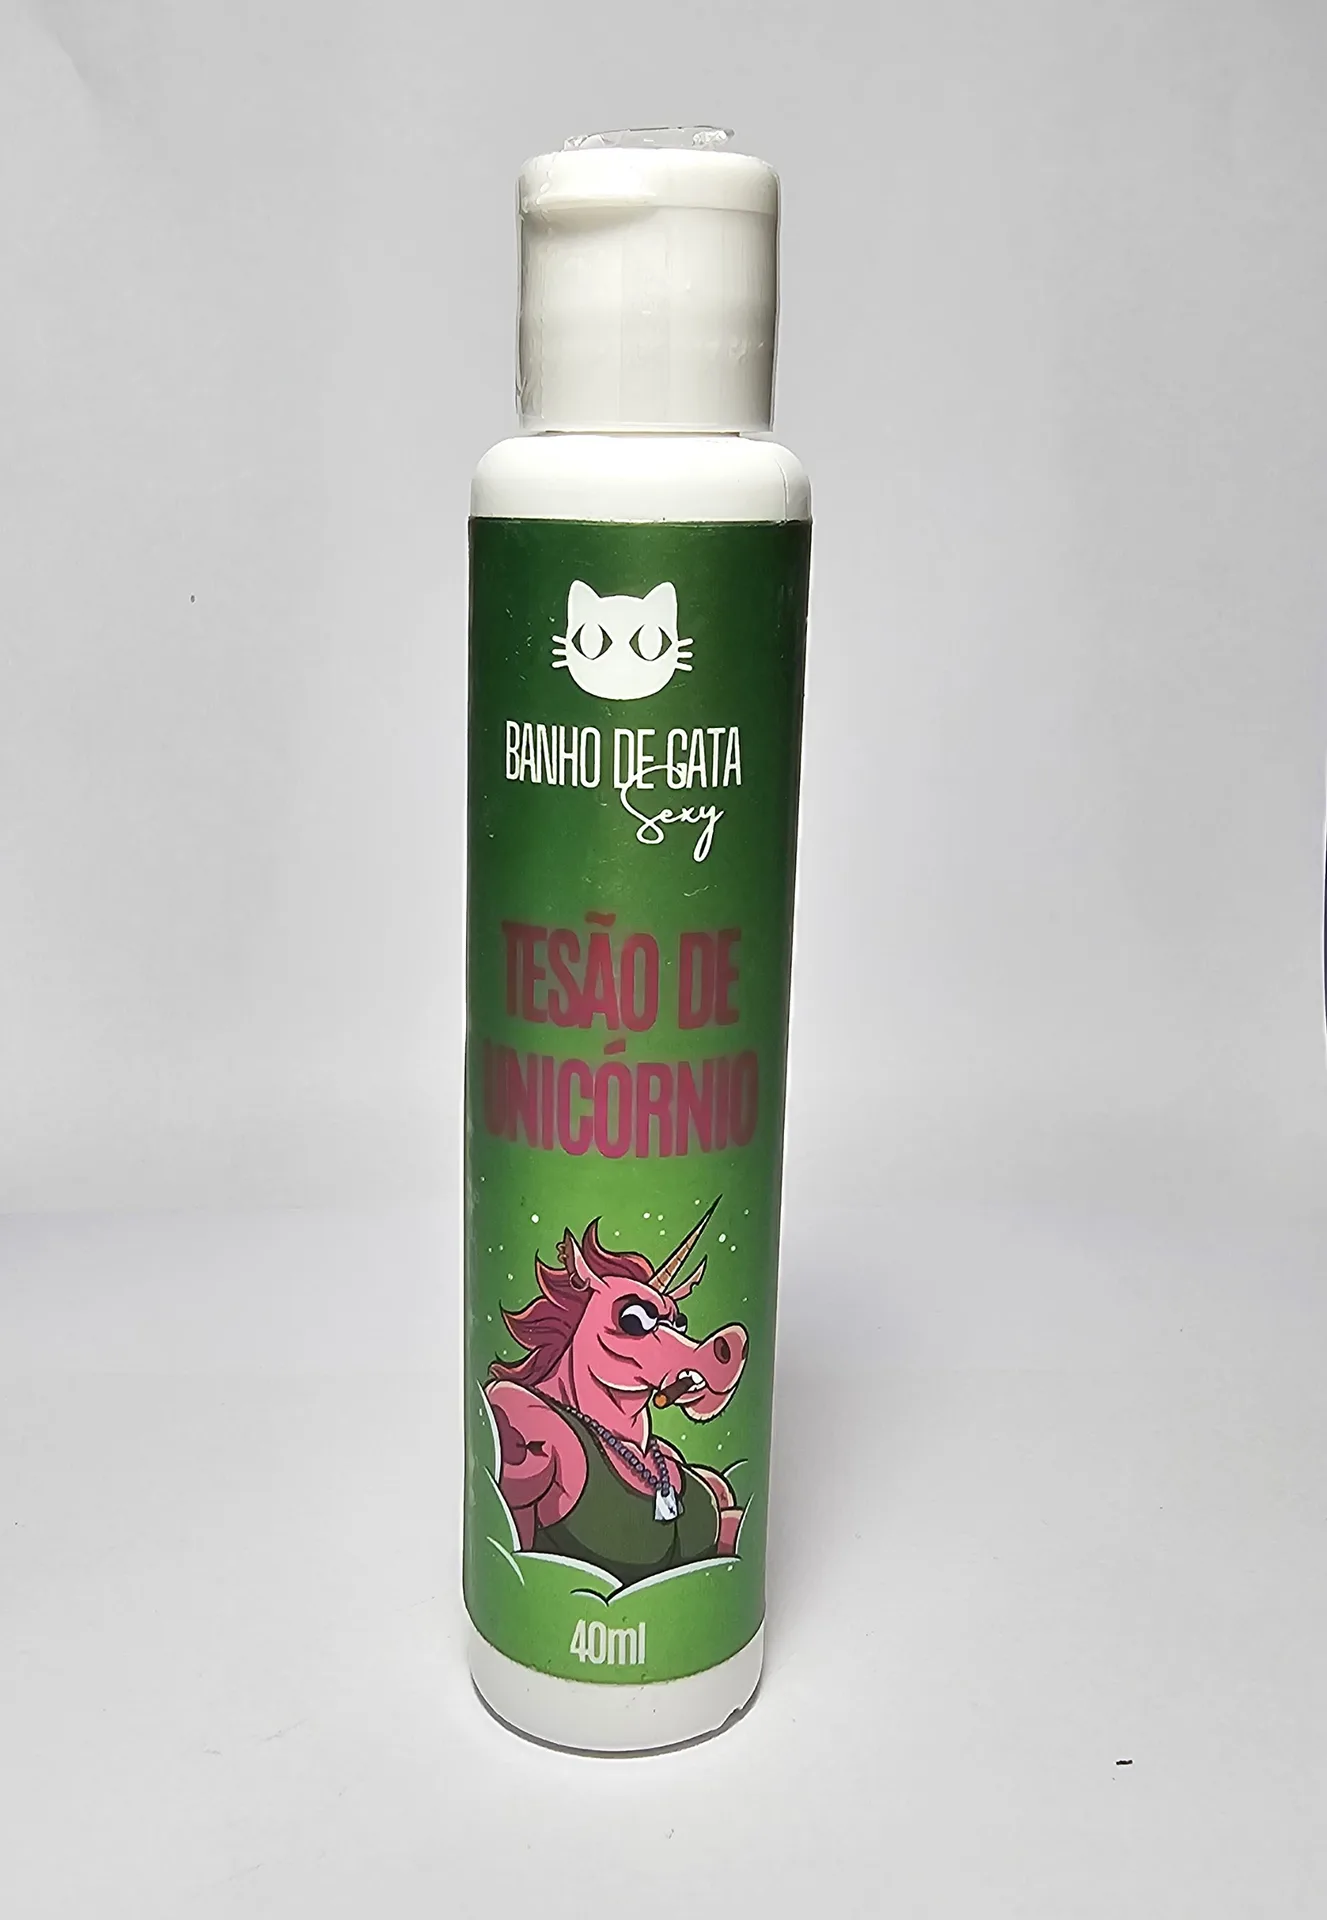 BANHO DE GATA
Sexy
TESÃO DE
UNICÓRNIO
40ml